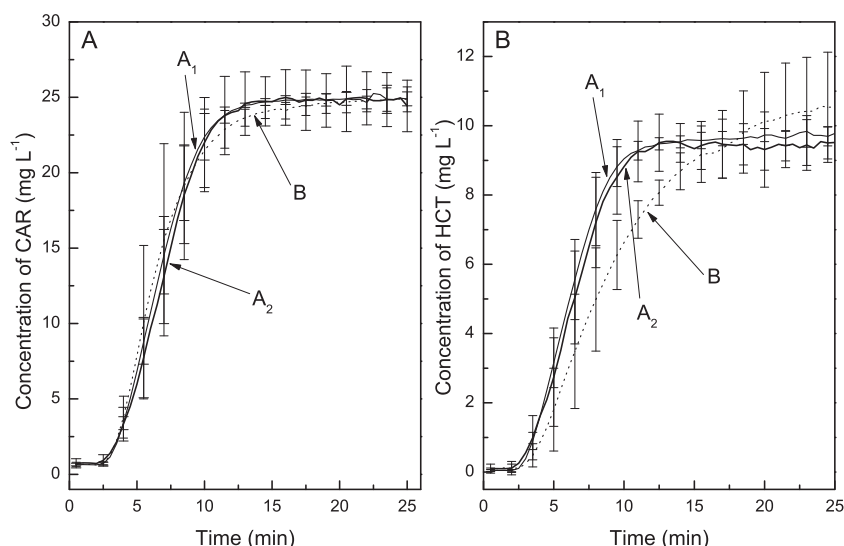 A
A1
B
A2
30
25
20
15
10
5
0
0 5 10 15 20 25
Concentration of CAR (mg L-1)
Time (min)
B
A1
B
A2
12
10
8
6
4
2
0
0 5 10 15 20 25
Concentration of HCT (mg L-1)
Time (min)